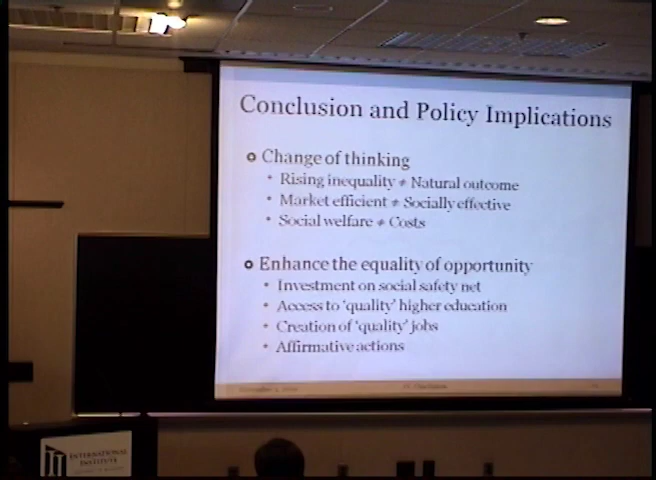 Conclusion and Policy Implications
Change of thinking
Rising inequality ≠ Natural outcome
Market efficient ≠ Socially effective
Social welfare ≠ Costs
Enhance the equality of opportunity
Investment on social safety net
Access to 'quality' higher education
Creation of 'quality' jobs
Affirmative actions
INTERNATIONAL
INSTITUTE